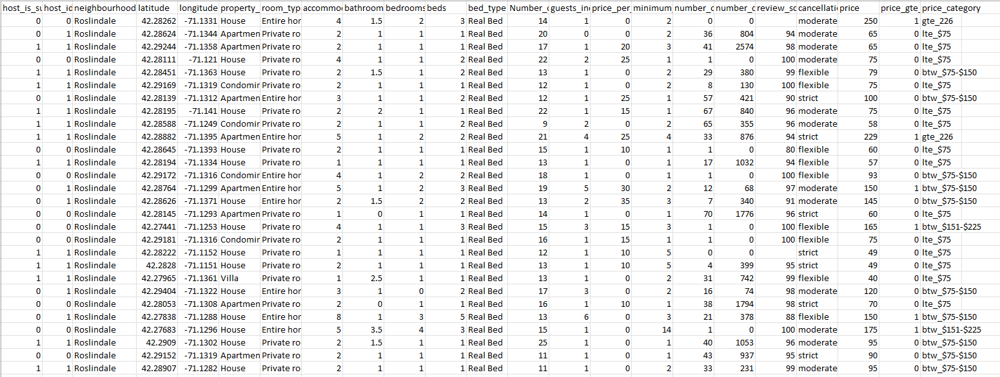 host_is_su host_id neighbourhood latitude longitude property_ room_typ accommo bathroom bedrooms beds bed_type Number_o guests_in price_per_ minimum_ number_o number_o review_sc cancellati price price_gte_ price_category
0 0 Roslindale 42.28262 -71.1331 House Entire hor 4 1.5 2 3 Real Bed 14 1 0 2 0 0 moderate 250 1 gte_226
0 1 Roslindale 42.28624 -71.1344 Apartmen Private ro 2 1 1 1 Real Bed 20 0 0 2 36 804 94 moderate 65 0 lte_$75
1 1 Roslindale 42.29244 -71.1358 Apartmen Private ro 2 1 1 1 Real Bed 17 1 20 3 41 2574 98 moderate 65 0 lte_$75
0 0 Roslindale 42.28111 -71.121 House Private ro 4 1 1 2 Real Bed 22 2 25 1 1 0 100 moderate 75 0 lte_$75
1 1 Roslindale 42.28451 -71.1363 House Private ro 2 1.5 1 2 Real Bed 13 1 0 2 29 380 99 flexible 79 0 btw_$75-$150
1 1 Roslindale 42.29169 -71.1319 Condomir Private ro 2 1 1 1 Real Bed 12 1 0 2 8 130 100 flexible 75 0 lte_$75
0 1 Roslindale 42.28139 -71.1312 Apartmen Entire hor 3 1 1 2 Real Bed 12 1 25 1 57 421 90 strict 100 0 btw_$75-$150
1 1 Roslindale 42.28195 -71.141 House Private ro 2 2 1 1 Real Bed 22 1 15 1 67 840 96 moderate 75 0 lte_$75
1 1 Roslindale 42.28588 -71.1249 Condomir Private ro 2 1 1 2 Real Bed 9 2 0 2 65 355 96 moderate 58 0 lte_$75
1 1 Roslindale 42.28882 -71.1395 Apartmen Entire hor 5 1 2 2 Real Bed 21 4 25 4 33 876 94 strict 229 1 gte_226
0 0 Roslindale 42.28645 -71.1393 House Private ro 2 1 1 1 Real Bed 15 1 10 1 1 0 80 flexible 60 0 lte_$75
1 1 Roslindale 42.28194 -71.1334 House Private ro 1 1 1 1 Real Bed 13 1 0 1 17 1032 94 flexible 57 0 lte_$75
0 0 Roslindale 42.29172 -71.1316 Condomir Entire hor 4 1 2 2 Real Bed 18 1 0 1 1 0 100 flexible 93 0 btw_$75-$150
0 1 Roslindale 42.28764 -71.1299 Apartmen Entire hor 5 1 2 3 Real Bed 19 5 30 2 12 68 97 moderate 150 1 btw_$75-$150
0 1 Roslindale 42.28626 -71.1371 House Entire hor 2 1.5 2 2 Real Bed 13 2 35 3 7 340 91 moderate 145 0 btw_$75-$150
0 1 Roslindale 42.28145 -71.1293 Apartmen Private ro 1 0 1 1 Real Bed 14 1 0 1 70 1776 96 strict 60 0 lte_$75
0 0 Roslindale 42.27441 -71.1253 House Private ro 4 1 1 3 Real Bed 15 3 15 3 1 0 100 flexible 165 1 btw_$151-$225
0 0 Roslindale 42.29181 -71.1316 Condomir Private ro 2 1 1 1 Real Bed 16 1 15 1 1 0 100 flexible 75 0 lte_$75
1 1 Roslindale 42.28222 -71.1152 House Private ro 1 1 1 1 Real Bed 12 1 10 5 0 0 strict 49 0 lte_$75
1 1 Roslindale 42.2828 -71.1151 House Private ro 2 1 1 1 Real Bed 13 1 10 5 4 399 95 strict 49 0 lte_$75
1 1 Roslindale 42.27965 -71.1361 Villa Private ro 1 2.5 1 1 Real Bed 13 1 0 2 31 742 99 flexible 40 0 lte_$75
0 0 Roslindale 42.29404 -71.1322 House Entire hor 3 1 0 2 Real Bed 17 3 0 2 16 74 98 moderate 120 0 btw_$75-$150
0 0 Roslindale 42.28053 -71.1308 Apartmen Private ro 2 0 1 1 Real Bed 16 1 10 1 38 1794 98 strict 70 0 lte_$75
0 1 Roslindale 42.27838 -71.1288 House Entire hor 8 1 3 5 Real Bed 13 6 0 3 21 378 88 flexible 150 1 btw_$75-$150
0 0 Roslindale 42.27683 -71.1296 House Entire hor 5 3.5 4 3 Real Bed 15 1 0 14 1 0 100 moderate 175 1 btw_$151-$225
1 1 Roslindale 42.2909 -71.1302 House Private ro 2 1.5 1 1 Real Bed 25 1 0 1 40 1053 96 moderate 95 0 btw_$75-$150
0 0 Roslindale 42.29152 -71.1319 Apartmen Private ro 2 1 1 1 Real Bed 11 1 0 1 43 937 95 strict 90 0 btw_$75-$150
1 1 Roslindale 42.28907 -71.1282 House Private ro 2 1 1 1 Real Bed 11 1 0 2 33 231 99 moderate 95 0 btw_$75-$150